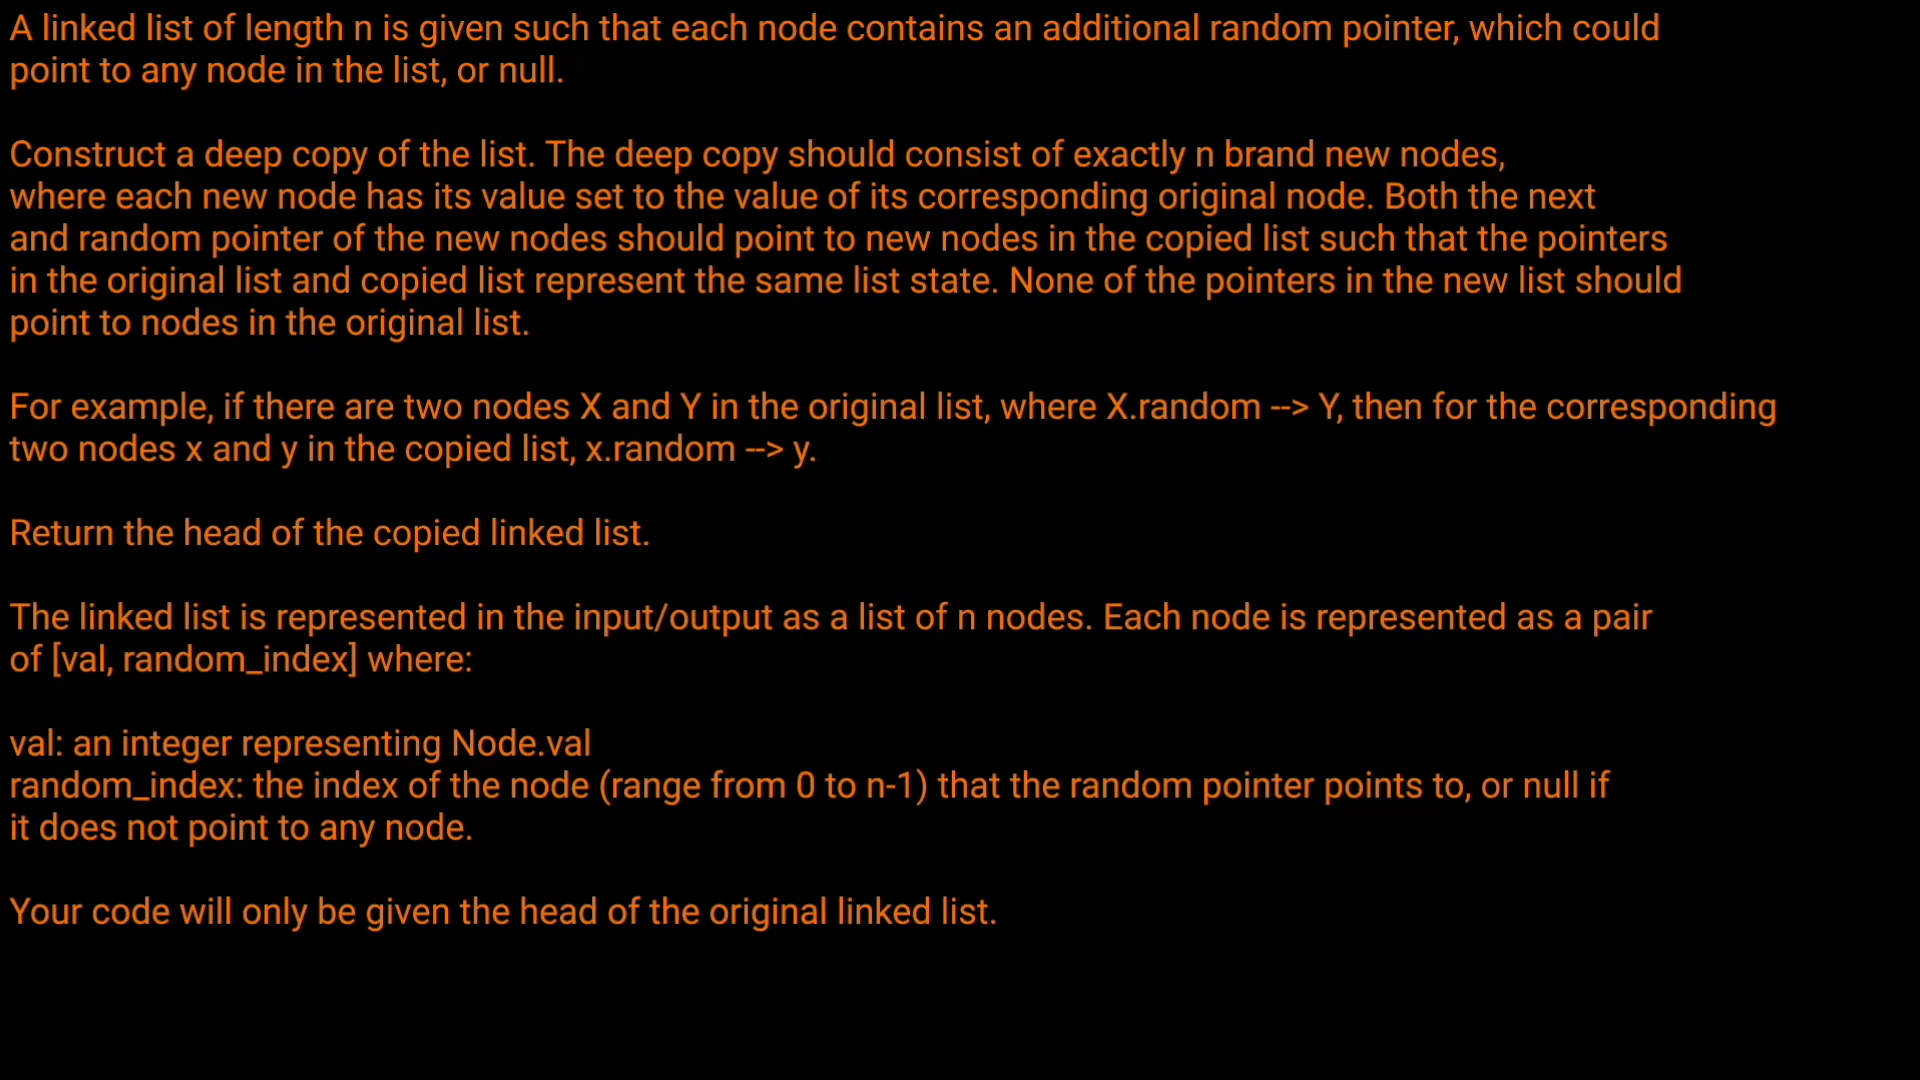 A linked list of length n is given such that each node contains an additional random pointer, which could
point to any node in the list, or null.
Construct a deep copy of the list. The deep copy should consist of exactly n brand new nodes,
where each new node has its value set to the value of its corresponding original node. Both the next
and random pointer of the new nodes should point to new nodes in the copied list such that the pointers
in the original list and copied list represent the same list state. None of the pointers in the new list should
point to nodes in the original list.
For example, if there are two nodes X and Y in the original list, where X.random --> Y, then for the corresponding
two nodes x and y in the copied list, x.random --> y.
Return the head of the copied linked list.
The linked list is represented in the input/output as a list of n nodes. Each node is represented as a pair
of [val, random_index] where:
val: an integer representing Node.val
random_index: the index of the node (range from 0 to n-1) that the random pointer points to, or null if
it does not point to any node.
Your code will only be given the head of the original linked list.